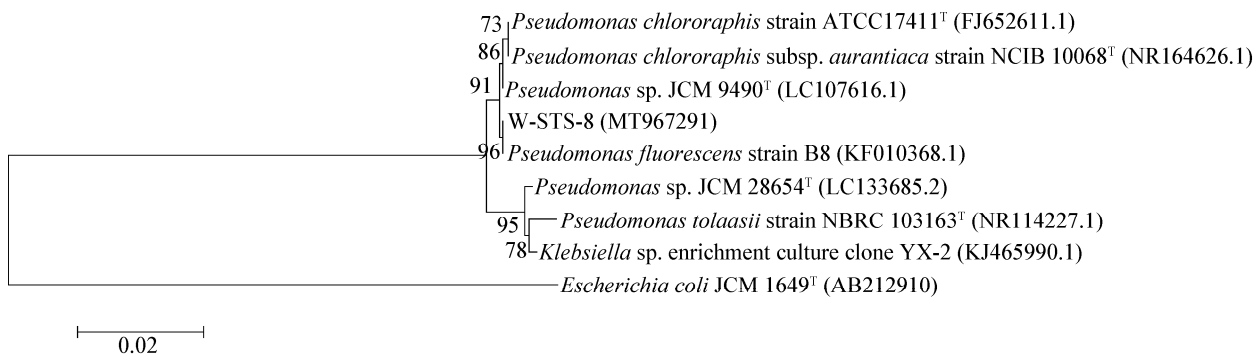 73 Pseudomonas chlororaphis strain ATCC17411ᵀ (FJ652611.1)
86 Pseudomonas chlororaphis subsp. aurantiaca strain NCIB 10068ᵀ (NR164626.1)
91 Pseudomonas sp. JCM 9490ᵀ (LC107616.1)
W-STS-8 (MT967291)
96 Pseudomonas fluorescens strain B8 (KF010368.1)
Pseudomonas sp. JCM 28654ᵀ (LC133685.2)
95 Pseudomonas tolaasii strain NBRC 103163ᵀ (NR114227.1)
78 Klebsiella sp. enrichment culture clone YX-2 (KJ465990.1)
Escherichia coli JCM 1649ᵀ (AB212910)
0.02